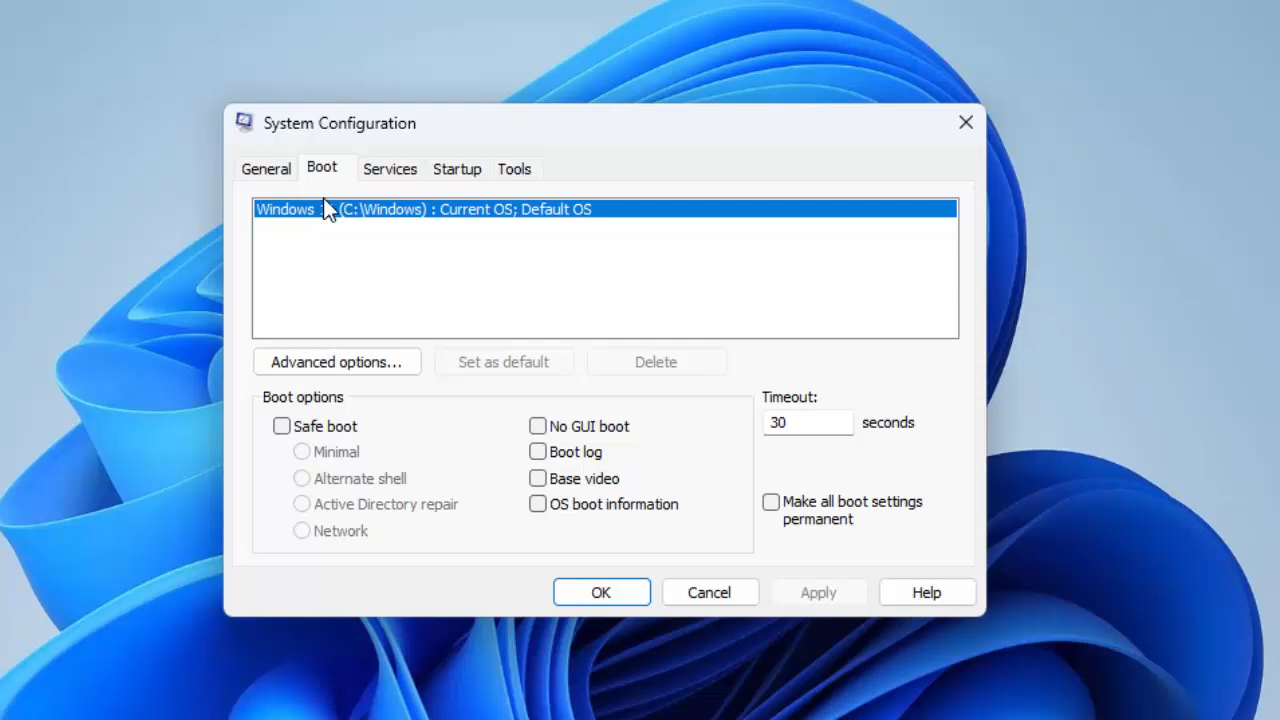 System Configuration
General Boot Services Startup Tools
Windows (C:\Windows) : Current OS; Default OS
Advanced options... Set as default Delete
Boot options
Timeout:
Safe boot No GUI boot
30 seconds
Minimal Boot log
Alternate shell Base video
Active Directory repair OS boot information
Make all boot settings
permanent
Network
OK Cancel Apply Help